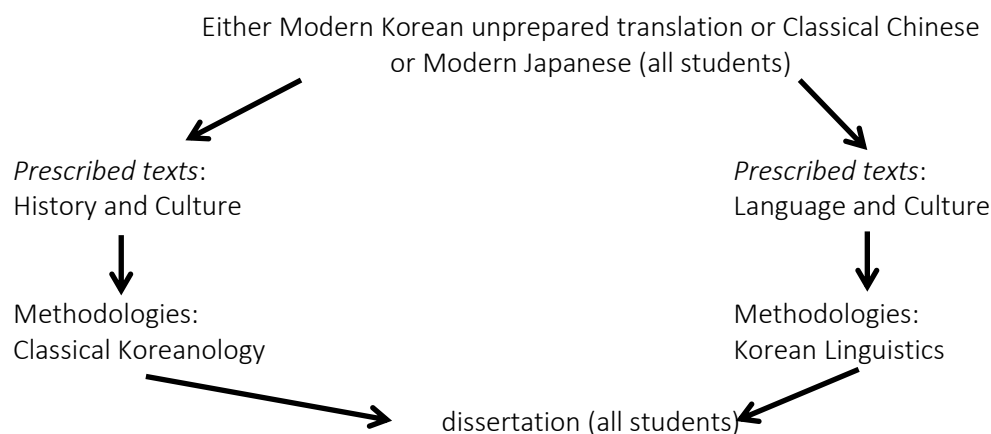 Either Modern Korean unprepared translation or Classical Chinese
or Modern Japanese (all students)
Prescribed texts:
History and Culture
Prescribed texts:
Language and Culture
Methodologies:
Classical Koreanology
Methodologies:
Korean Linguistics
dissertation (all students)